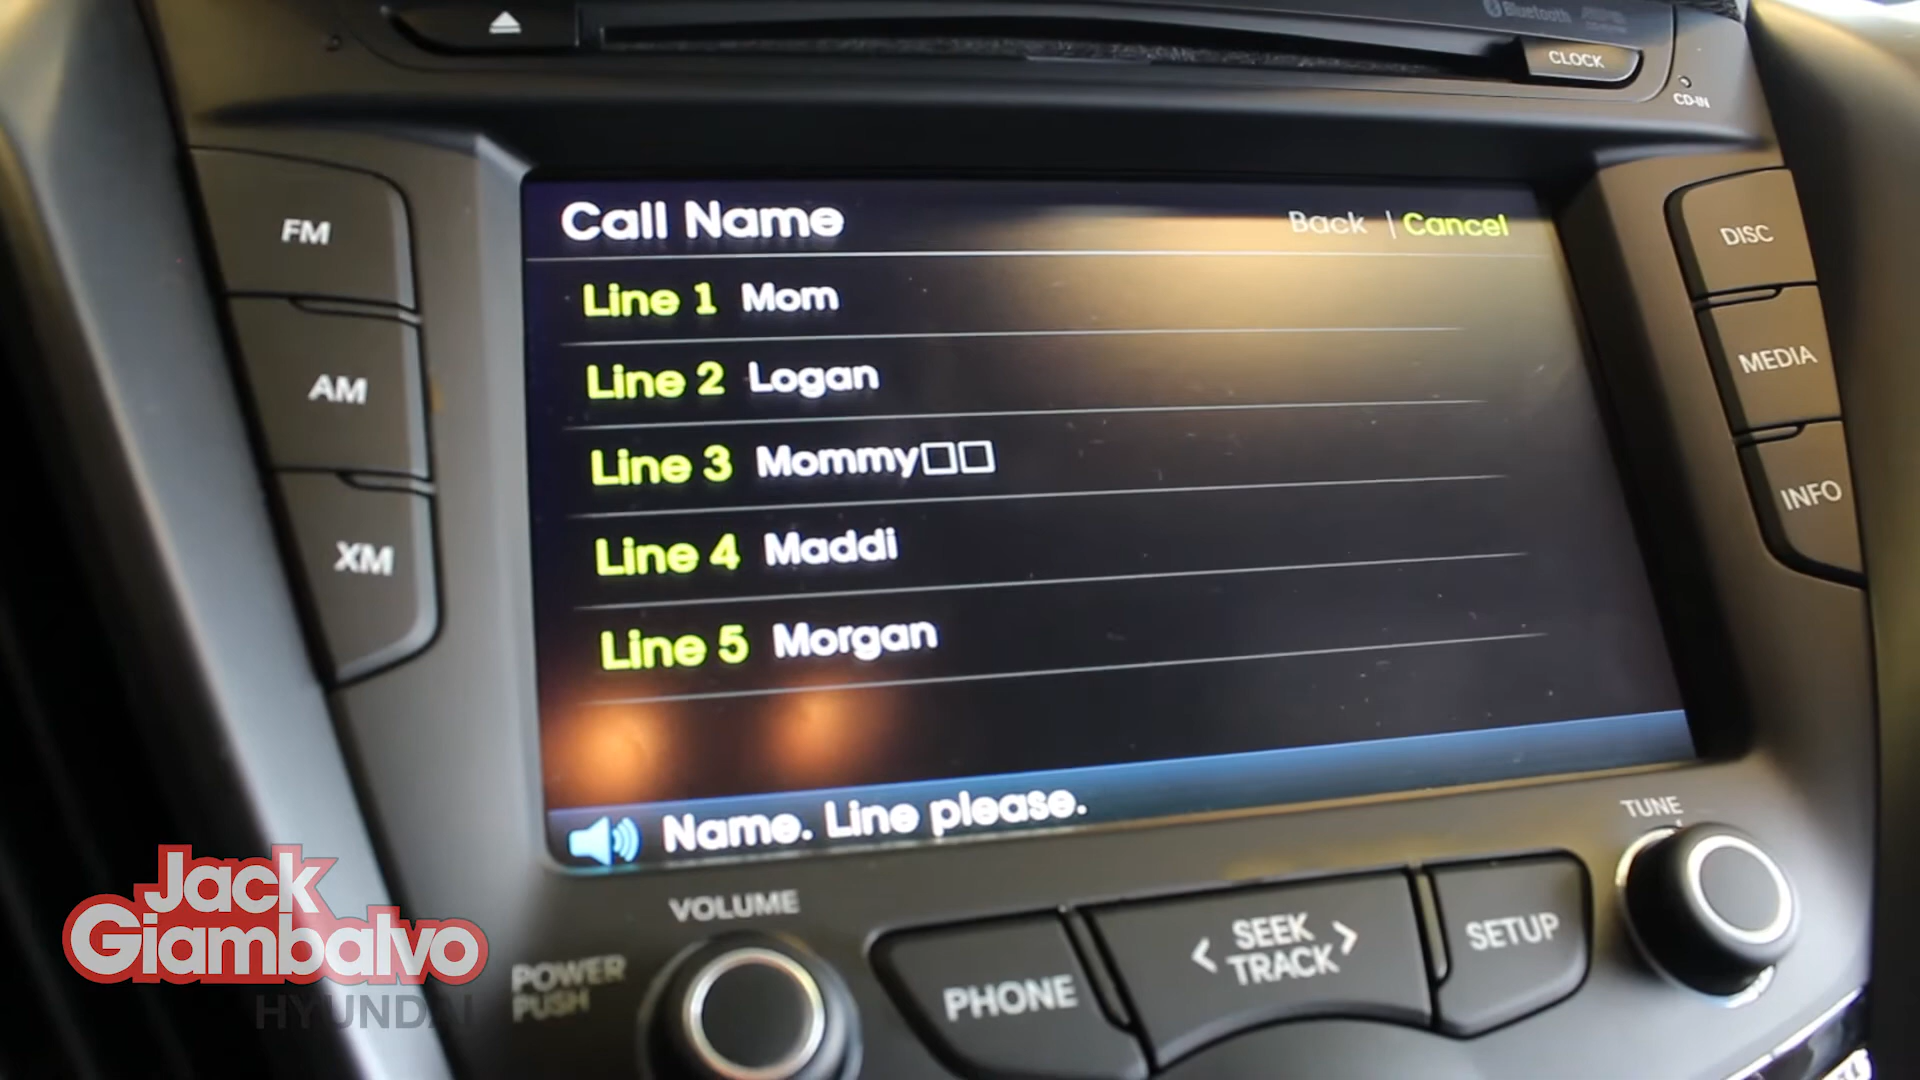 Bluetooth
CLOCK
CD-IN
FM
AM
XM
Call Name
Back | Cancel
Line 1 Mom
Line 2 Logan
Line 3 Mommy□□
Line 4 Maddi
Line 5 Morgan
Name. Line please.
DISC
MEDIA
INFO
TUNE
VOLUME
POWER
PUSH
PHONE
< SEEK >
TRACK
SETUP
Jack
Giambalvo
HYUNDAI